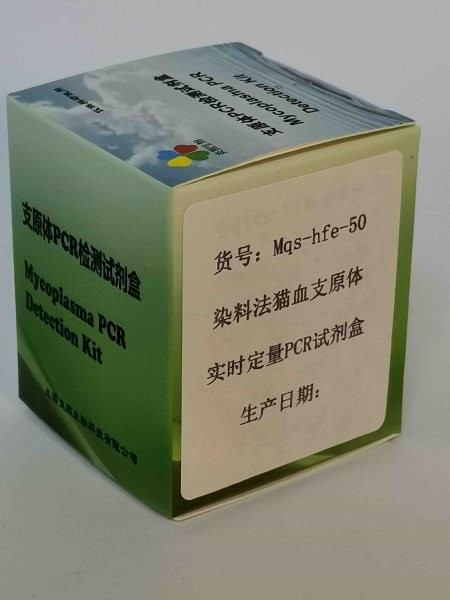 支原体PCR检测试剂盒
Mycoplasma PCR
Detection Kit
支原体PCR检测试剂盒
Mycoplasma PCR
Detection Kit
货号：Mqs-hfe-50
染料法猫血支原体
实时定量PCR试剂盒
生产日期：